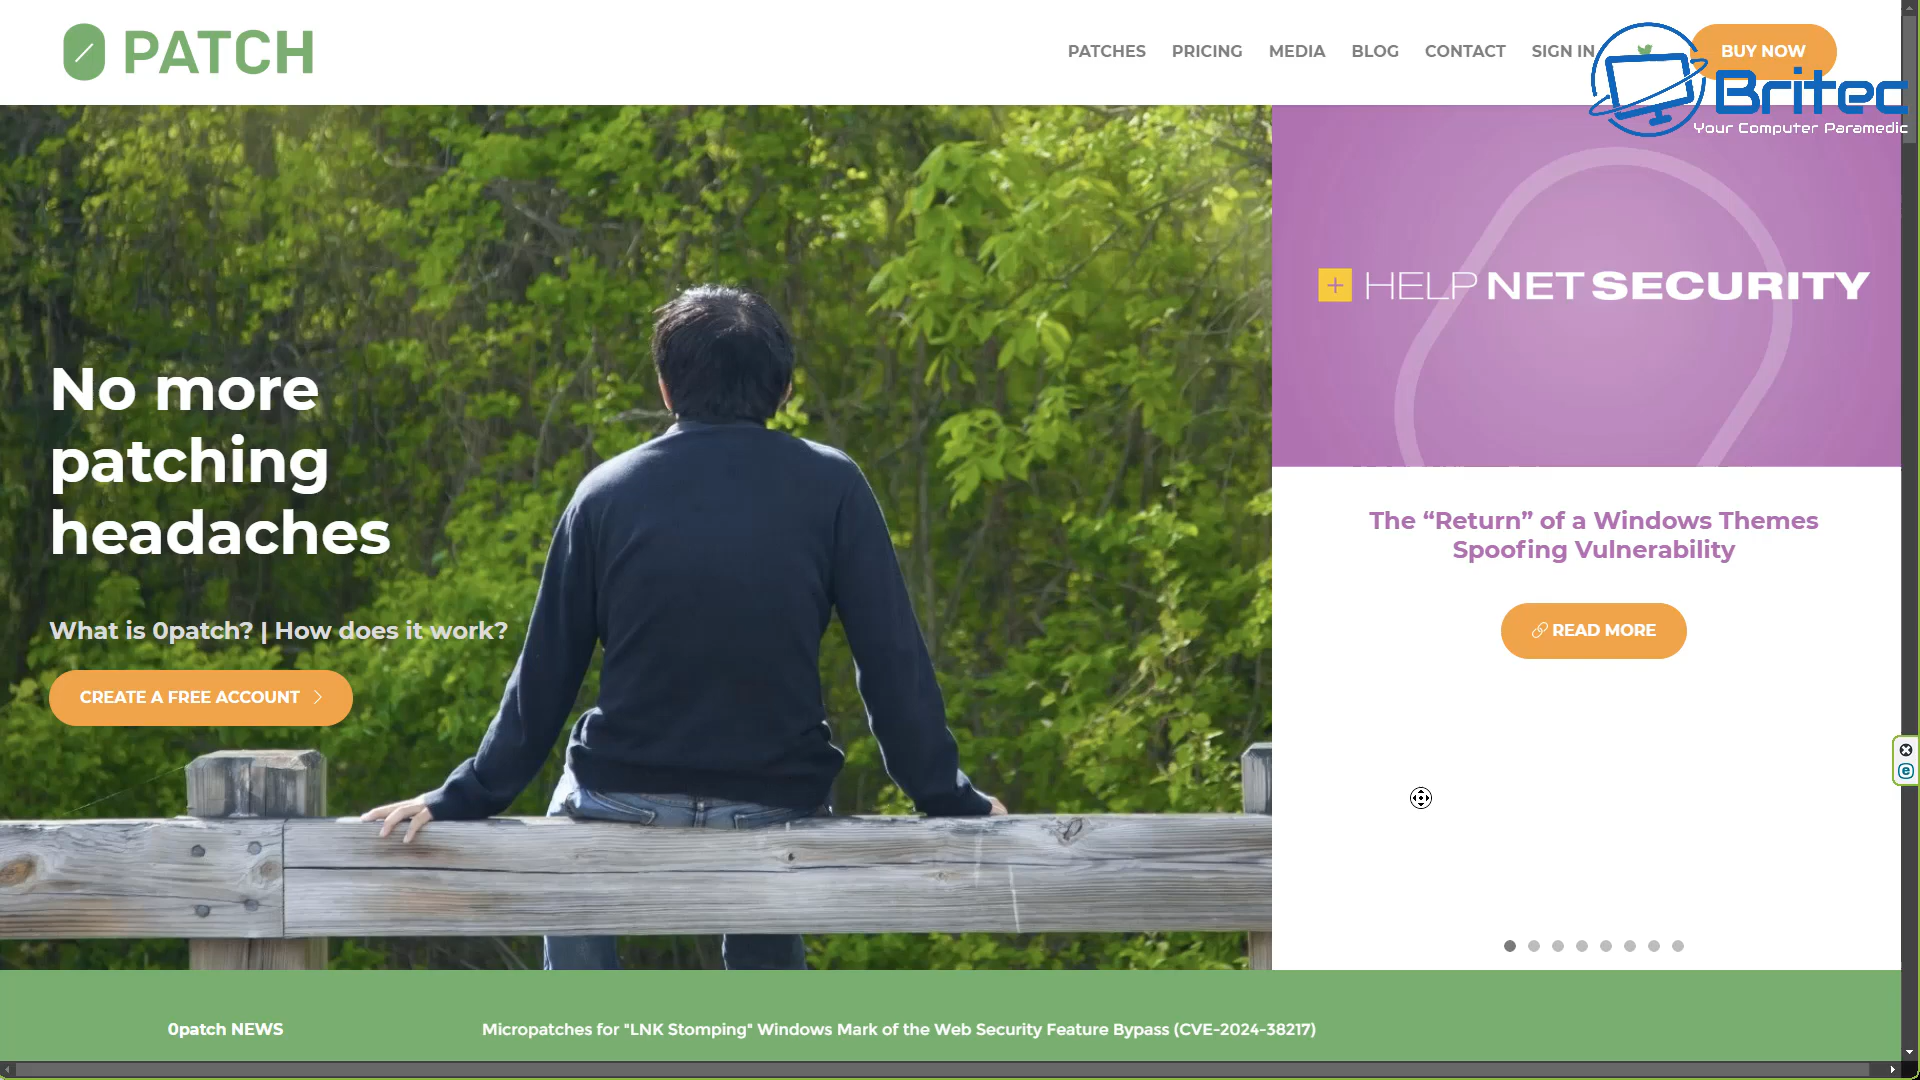 0PATCH
PATCHES PRICING MEDIA BLOG CONTACT SIGN IN BUY NOW
Britec
Your Computer Paramedic
HELP NET SECURITY
No more
patching
headaches
The “Return” of a Windows Themes
Spoofing Vulnerability
What is 0patch? | How does it work?
READ MORE
CREATE A FREE ACCOUNT
0patch NEWS
Micropatches for "LNK Stomping" Windows Mark of the Web Security Feature Bypass (CVE-2024-38217)